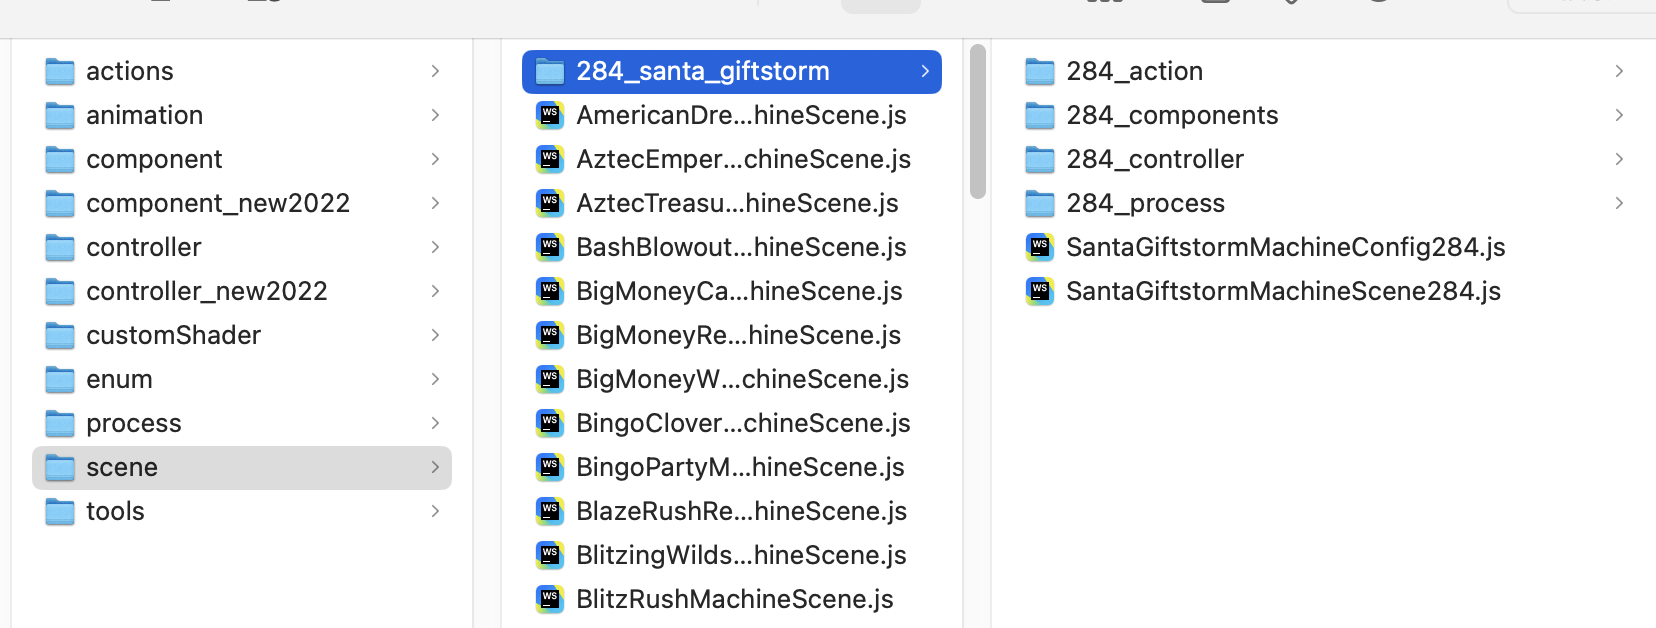 actions
animation
component
component_new2022
controller
controller_new2022
customShader
enum
process
scene
tools
284_santa_giftstorm
AmericanDre...hineScene.js
AztecEmper...chineScene.js
AztecTreasu...hineScene.js
BashBlowout...hineScene.js
BigMoneyCa...hineScene.js
BigMoneyRe...hineScene.js
BigMoneyW...chineScene.js
BingoClover...chineScene.js
BingoPartyM...hineScene.js
BlazeRushRe...hineScene.js
BlitzingWilds...hineScene.js
BlitzRushMachineScene.js
284_action
284_components
284_controller
284_process
SantaGiftstormMachineConfig284.js
SantaGiftstormMachineScene284.js